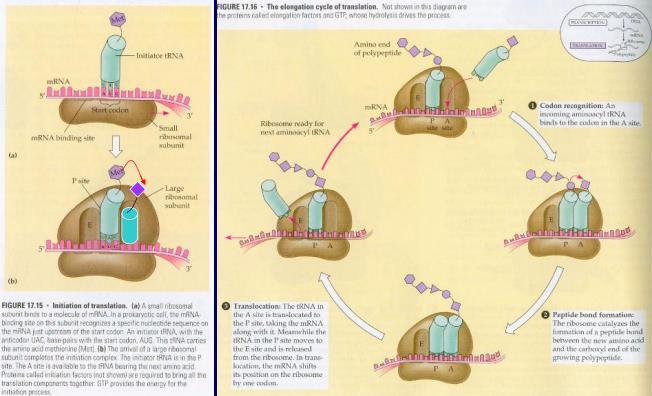 Met
Initiator tRNA
mRNA
5'
Start codon
3'
mRNA binding site
Small
ribosomal
subunit
(a)
Met
P site
Large
ribosomal
subunit
E
5'
3'
(b)
FIGURE 17.15 • Initiation of translation. (a) A small ribosomal
subunit binds to a molecule of mRNA. In a prokaryotic cell, the mRNA-
binding site on this subunit recognizes a specific nucleotide sequence on
the mRNA just upstream of the start codon. An initiator tRNA, with the
anticodon UAC, base-pairs with the start codon, AUG. This tRNA carries
the amino acid methionine (Met). (b) The arrival of a large ribosomal
subunit completes the initiation complex. The initiator tRNA is in the P
site. The A site is available to the tRNA bearing the next amino acid.
Proteins called initiation factors (not shown) are required to bring all the
translation components together. GTP provides the energy for the
initiation process.
FIGURE 17.16 • The elongation cycle of translation. Not shown in this diagram are
the proteins called elongation factors and GTP, whose hydrolysis drives the process.
TRANSCRIPTION
DNA
mRNA
Ribosome
TRANSLATION
Polypeptide
Amino end
of polypeptide
E
mRNA
3'
5'
P A
site site
1 Codon recognition: An
incoming aminoacyl tRNA
binds to the codon in the A site.
Ribosome ready for
next aminoacyl tRNA
E
P A
E
P A
2 Peptide bond formation:
The ribosome catalyzes the
formation of a peptide bond
between the new amino acid
and the carboxyl end of the
growing polypeptide.
3 Translocation: The tRNA in
the A site is translocated to
the P site, taking the mRNA
along with it. Meanwhile the
tRNA in the P site moves to
the E site and is released
from the ribosome. In trans-
location, the mRNA shifts
its position on the ribosome
by one codon.
E
P A